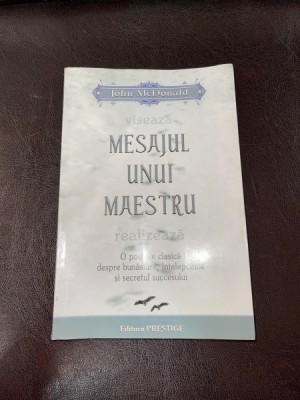 John McDonald
visează
MESAJUL
UNUI
MAESTRU
realizează
O poveste clasică
despre bunăstare, înțelepciune
și secretul succesului
Editura PRESTIGE